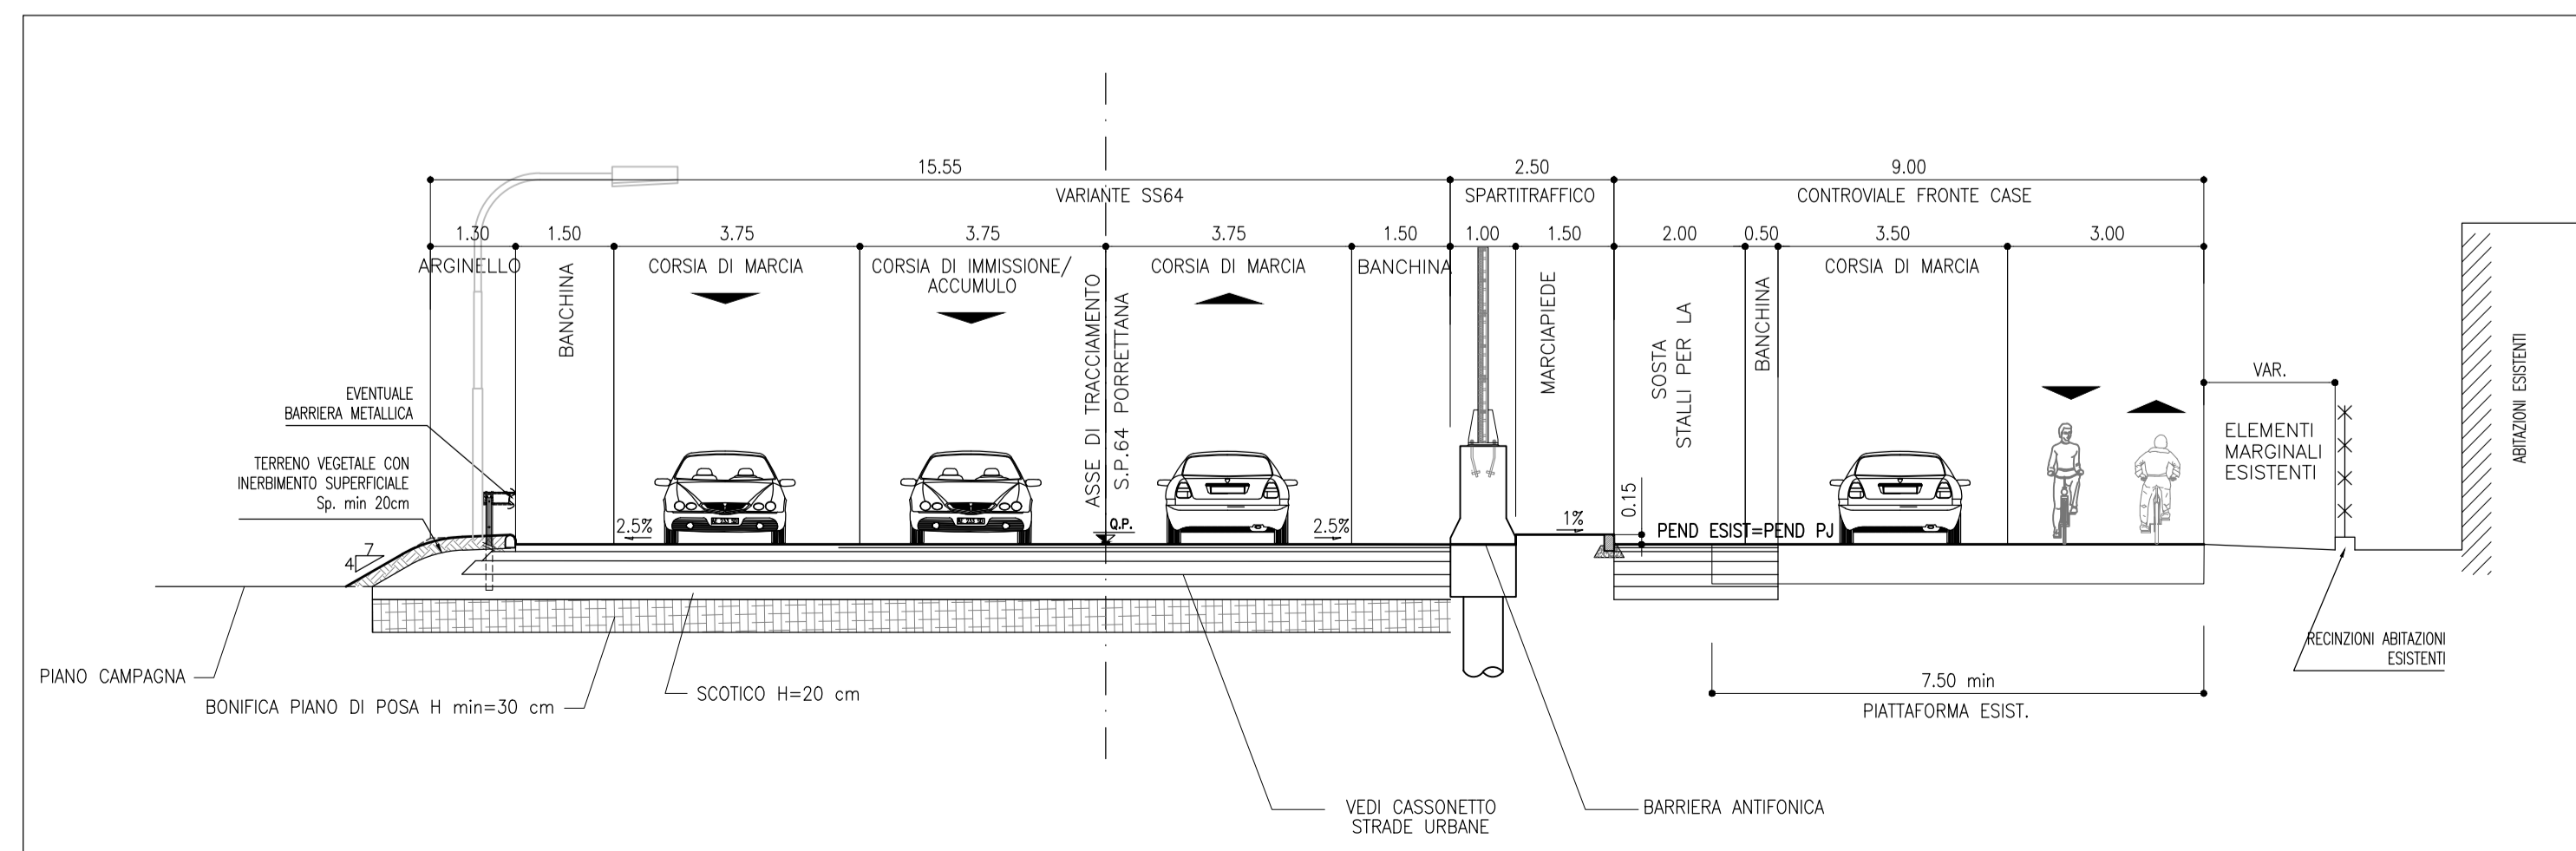 15.55
2.50
9.00
VARIANTE SS64
SPARTITRAFFICO
CONTROVIALE FRONTE CASE
1.30
1.50
3.75
3.75
3.75
1.50
1.00
1.50
2.00
0.50
3.50
3.00
ARGINELLO
BANCHINA
CORSIA DI MARCIA
CORSIA DI IMMISSIONE/
ACCUMULO
ASSE DI TRACCIAMENTO
S.P.64 PORRETTANA
CORSIA DI MARCIA
BANCHINA
MARCIAPIEDE
SOSTA
STALLI PER LA
BANCHINA
CORSIA DI MARCIA
VAR.
ELEMENTI
MARGINALI
ESISTENTI
ABITAZIONI ESISTENTI
EVENTUALE
BARRIERA METALLICA
TERRENO VEGETALE CON
INERBIMENTO SUPERFICIALE
Sp. min 20cm
2.5%
Q.P.
2.5%
1%
0.15
PEND ESIST=PEND PJ
7
4
RECINZIONI ABITAZIONI
ESISTENTI
PIANO CAMPAGNA
BONIFICA PIANO DI POSA H min=30 cm
SCOTICO H=20 cm
7.50 min
PIATTAFORMA ESIST.
VEDI CASSONETTO
STRADE URBANE
BARRIERA ANTIFONICA